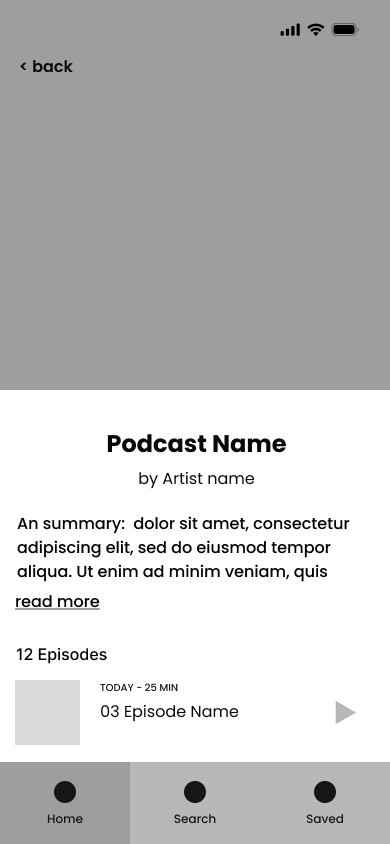 < back
Podcast Name
by Artist name
An summary:  dolor sit amet, consectetur
adipiscing elit, sed do eiusmod tempor
aliqua. Ut enim ad minim veniam, quis
read more
12 Episodes
TODAY - 25 MIN
03 Episode Name
Home
Search
Saved